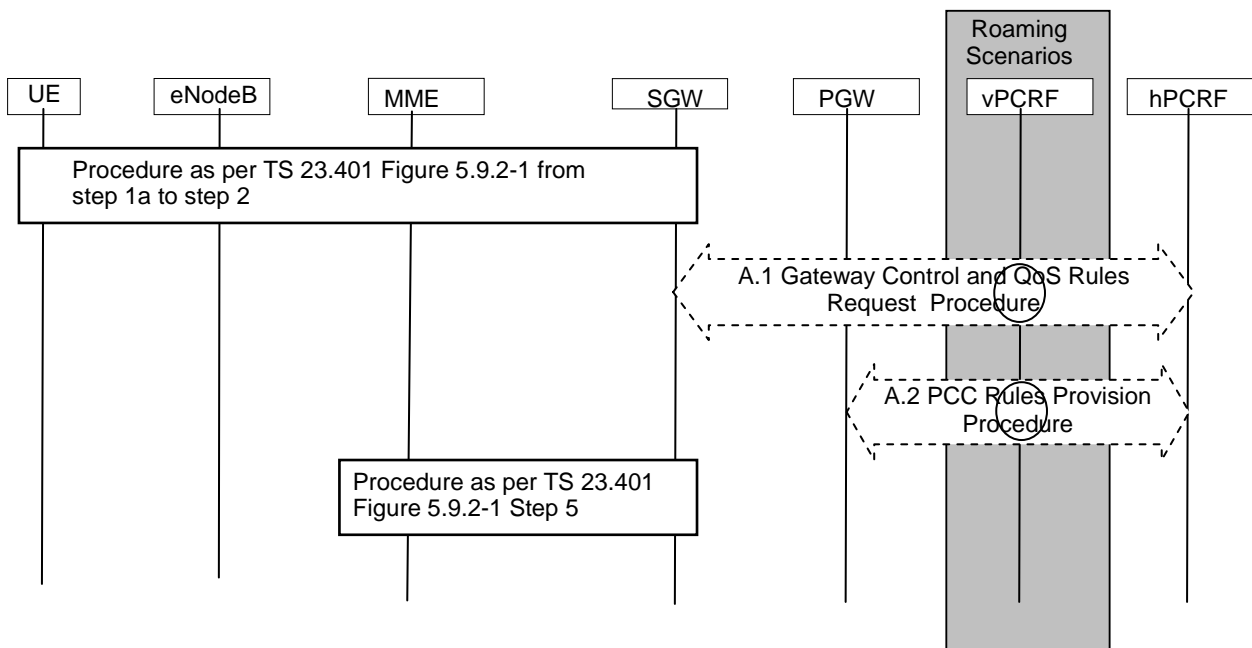 Roaming
Scenarios
UE
eNodeB
MME
SGW
PGW
vPCRF
hPCRF
Procedure as per TS 23.401 Figure 5.9.2-1 from
step 1a to step 2
A.1 Gateway Control and QoS Rules
Request Procedure
A.2 PCC Rules Provision
Procedure
Procedure as per TS 23.401
Figure 5.9.2-1 Step 5